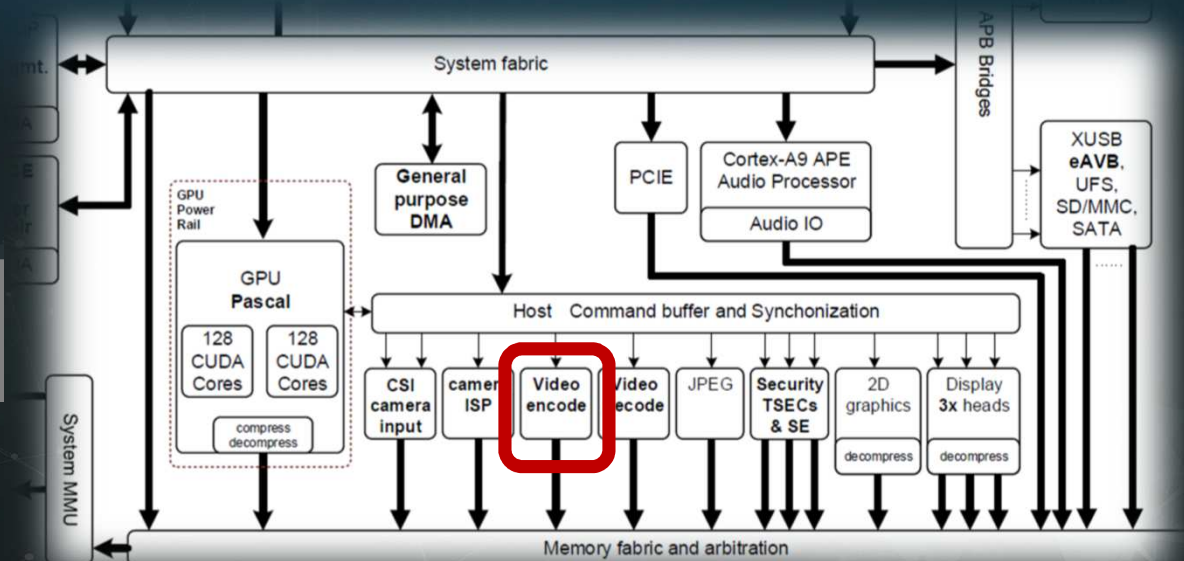 System fabric
APB Bridges
mt.
GPU
Power
Rail
General
purpose
DMA
PCIE
Cortex-A9 APE
Audio Processor
Audio IO
XUSB
eAVB,
UFS,
SD/MMC,
SATA
GPU
Pascal
128
CUDA
Cores
128
CUDA
Cores
compress
decompress
Host Command buffer and Synchonization
CSI
camera
input
ISP
Video
encode
JPEG
Security
TSECs
& SE
2D
graphics
decompress
Display
3x heads
decompress
System MMU
Memory fabric and arbitration